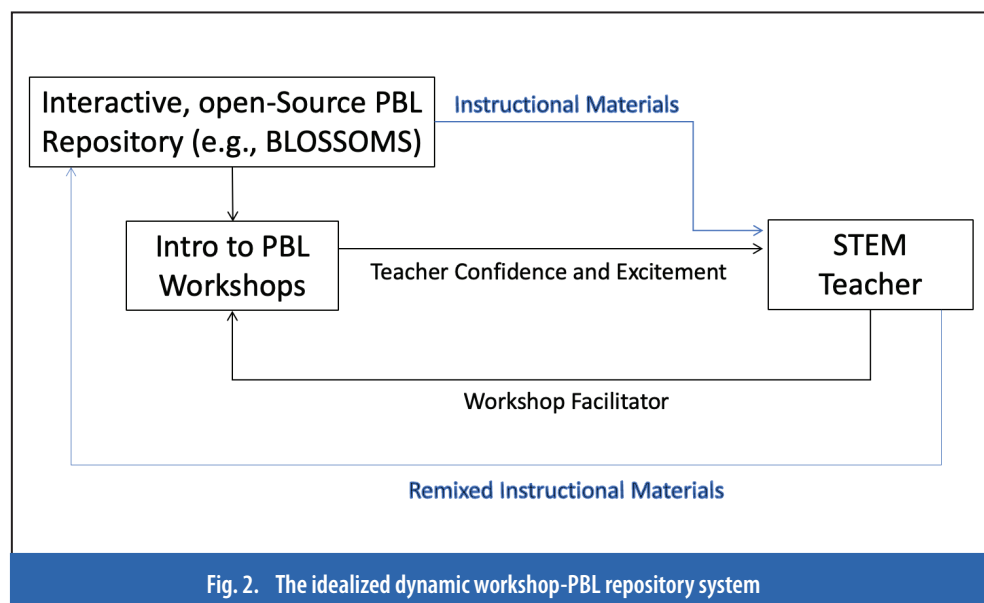 Interactive, open-Source PBL
Repository (e.g., BLOSSOMS)
Instructional Materials
Intro to PBL
Workshops
Teacher Confidence and Excitement
STEM
Teacher
Workshop Facilitator
Remixed Instructional Materials
Fig. 2. The idealized dynamic workshop-PBL repository system